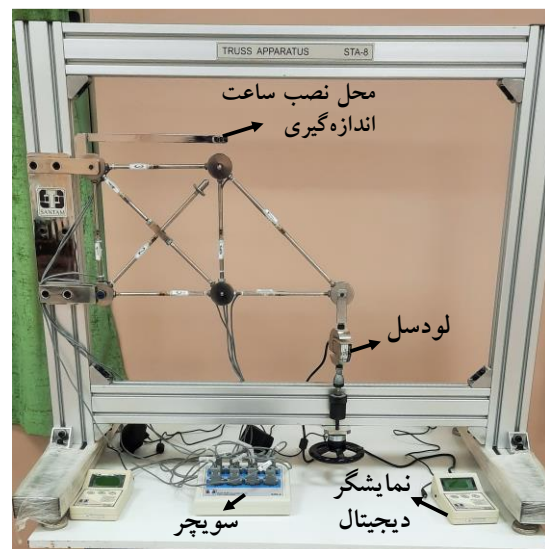 TRUSS APPARATUS STA-8
محل نصب ساعت
اندازه‌گیری
SANTAM
لودسل
نمایشگر
دیجیتال
سویچر